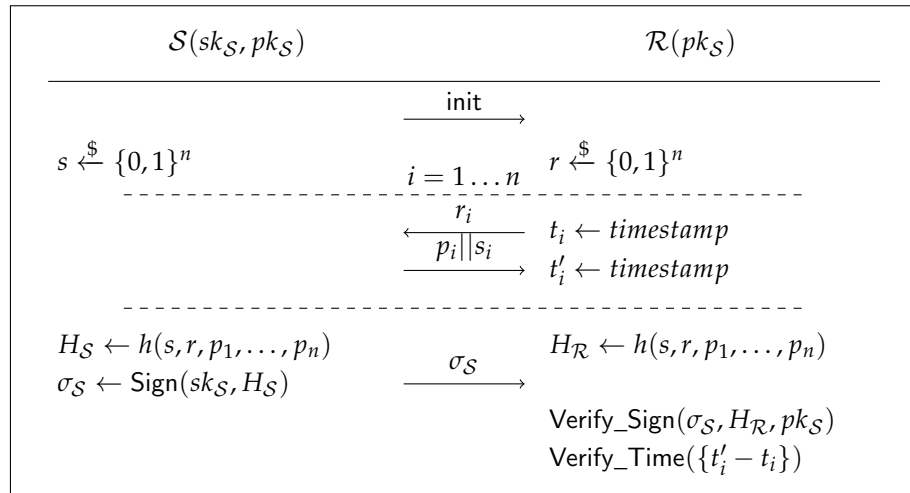 𝒮(sk_𝒮, pk_𝒮) ℛ(pk_𝒮)
init
s ←$ {0, 1}^n r ←$ {0, 1}^n
i = 1 … n
r_i t_i ← timestamp
p_i||s_i t′_i ← timestamp
H_𝒮 ← h(s, r, p_1, …, p_n) H_ℛ ← h(s, r, p_1, …, p_n)
σ_𝒮 ← Sign(sk_𝒮, H_𝒮) σ_𝒮
Verify_Sign(σ_𝒮, H_ℛ, pk_𝒮)
Verify_Time({t′_i − t_i})